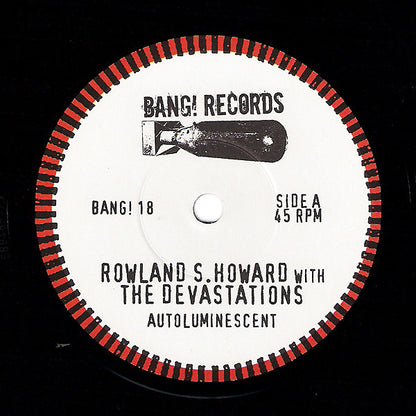 BANG! RECORDS
BANG! 18
SIDE A
45 RPM
ROWLAND S. HOWARD WITH
THE DEVASTATIONS
AUTOLUMINESCENT